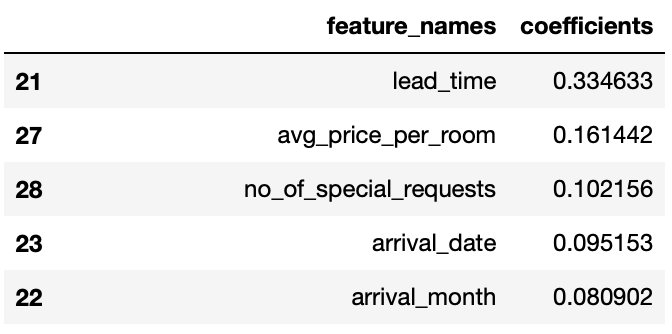 feature_names coefficients
21 lead_time 0.334633
27 avg_price_per_room 0.161442
28 no_of_special_requests 0.102156
23 arrival_date 0.095153
22 arrival_month 0.080902